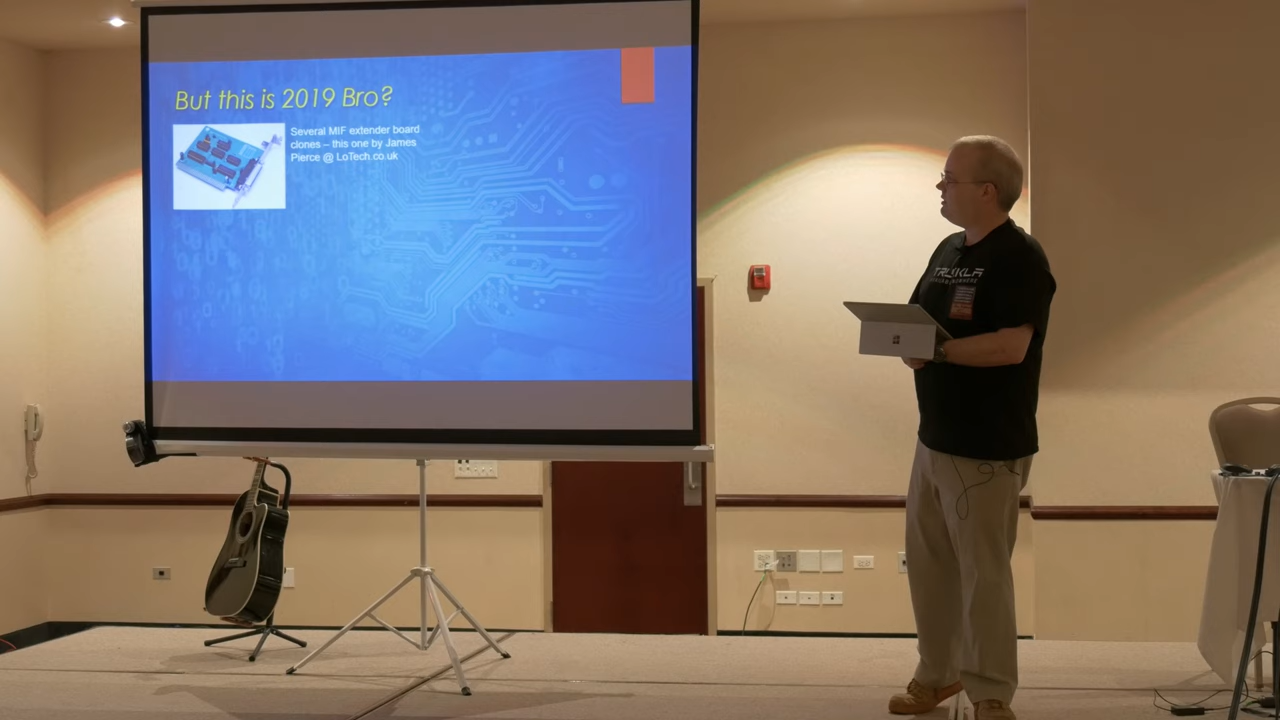 But this is 2019 Bro?
Several MIF extender board
clones – this one by James
Pierce @ LoTech.co.uk